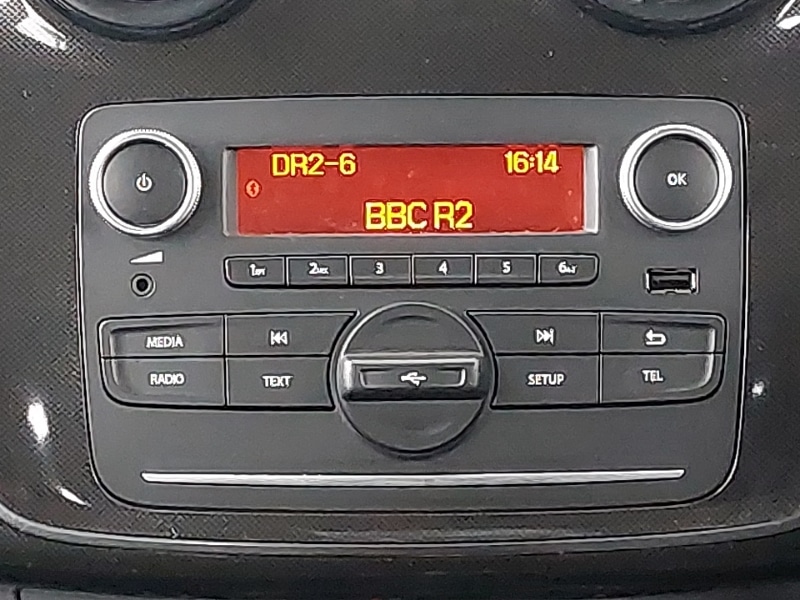 DR2-6 16:14
BBC R2
OK
1 2 3 4 5 6
MEDIA
RADIO TEXT SETUP TEL